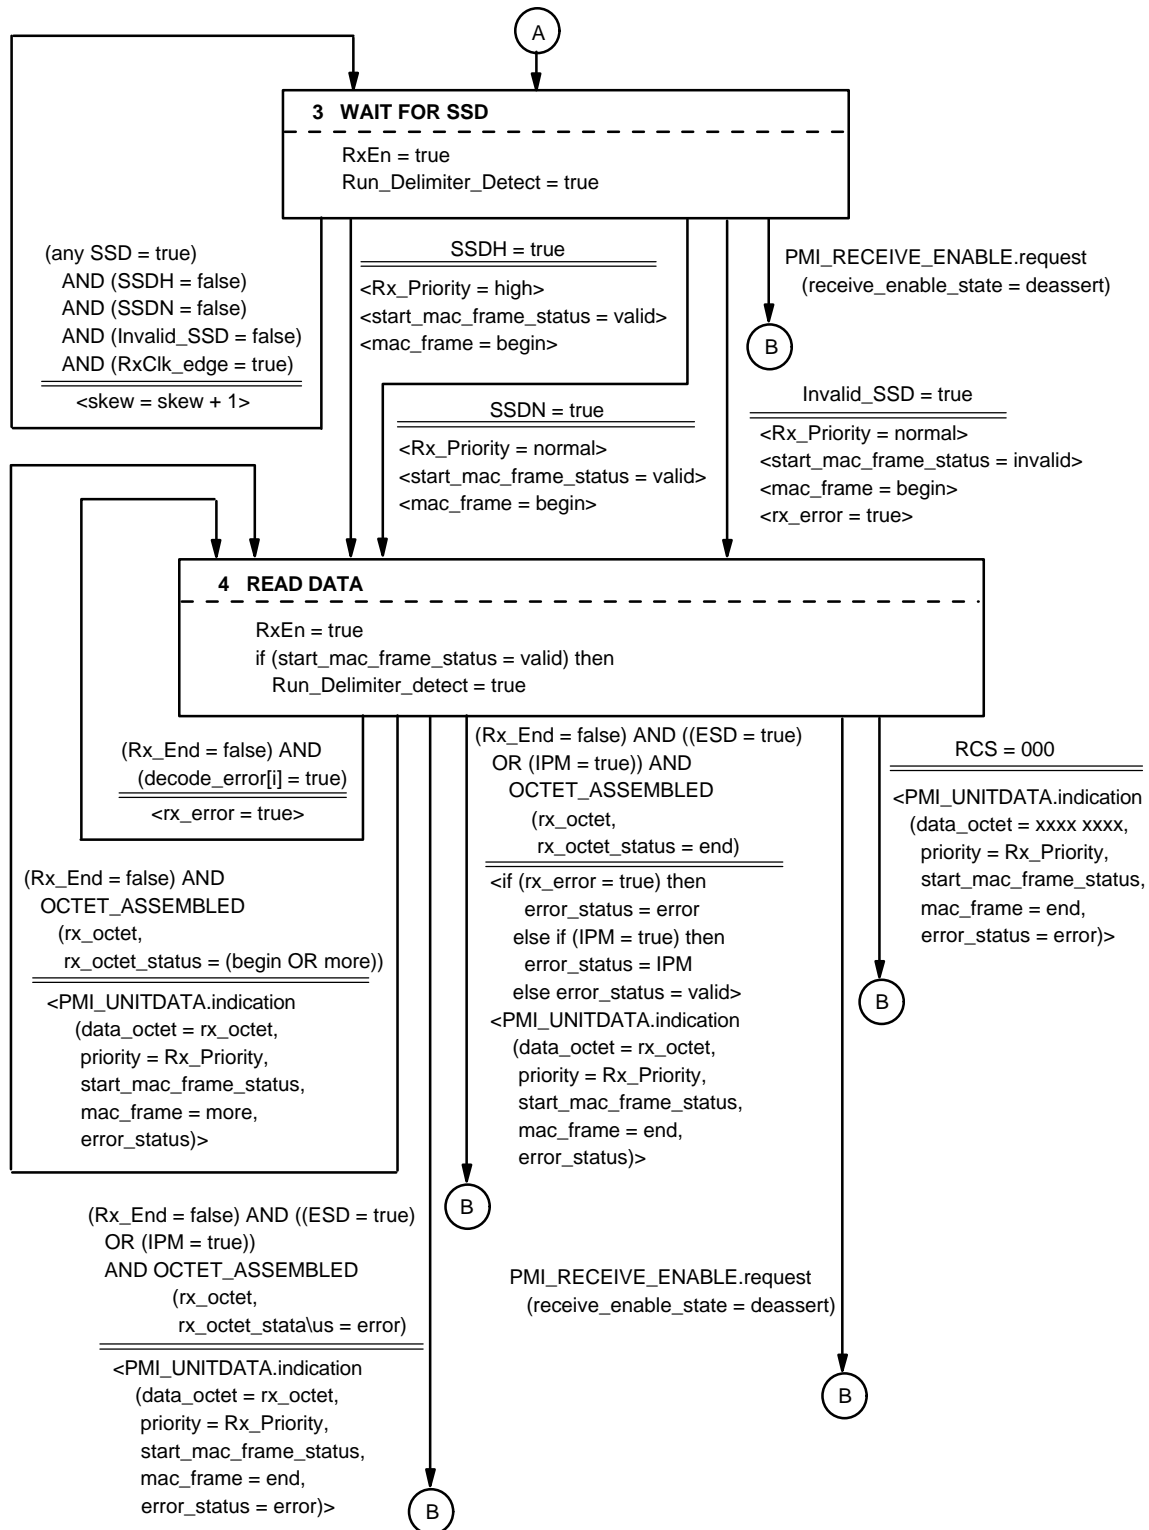 A
3 WAIT FOR SSD
RxEn = true
Run_Delimiter_Detect = true
(any SSD = true)
AND (SSDH = false)
AND (SSDN = false)
AND (Invalid_SSD = false)
AND (RxClk_edge = true)
<skew = skew + 1>
SSDH = true
<Rx_Priority = high>
<start_mac_frame_status = valid>
<mac_frame = begin>
PMI_RECEIVE_ENABLE.request
(receive_enable_state = deassert)
B
SSDN = true
<Rx_Priority = normal>
<start_mac_frame_status = valid>
<mac_frame = begin>
Invalid_SSD = true
<Rx_Priority = normal>
<start_mac_frame_status = invalid>
<mac_frame = begin>
<rx_error = true>
4 READ DATA
RxEn = true
if (start_mac_frame_status = valid) then
Run_Delimiter_detect = true
(Rx_End = false) AND
(decode_error[i] = true)
<rx_error = true>
(Rx_End = false) AND
OCTET_ASSEMBLED
(rx_octet,
rx_octet_status = (begin OR more))
<PMI_UNITDATA.indication
(data_octet = rx_octet,
priority = Rx_Priority,
start_mac_frame_status,
mac_frame = more,
error_status)>
(Rx_End = false) AND ((ESD = true)
OR (IPM = true)) AND
OCTET_ASSEMBLED
(rx_octet,
rx_octet_status = end)
<if (rx_error = true) then
error_status = error
else if (IPM = true) then
error_status = IPM
else error_status = valid>
<PMI_UNITDATA.indication
(data_octet = rx_octet,
priority = Rx_Priority,
start_mac_frame_status,
mac_frame = end,
error_status)>
B
RCS = 000
<PMI_UNITDATA.indication
(data_octet = xxxx xxxx,
priority = Rx_Priority,
start_mac_frame_status,
mac_frame = end,
error_status = error)>
B
(Rx_End = false) AND ((ESD = true)
OR (IPM = true))
AND OCTET_ASSEMBLED
(rx_octet,
rx_octet_stata\us = error)
<PMI_UNITDATA.indication
(data_octet = rx_octet,
priority = Rx_Priority,
start_mac_frame_status,
mac_frame = end,
error_status = error)>
B
PMI_RECEIVE_ENABLE.request
(receive_enable_state = deassert)
B